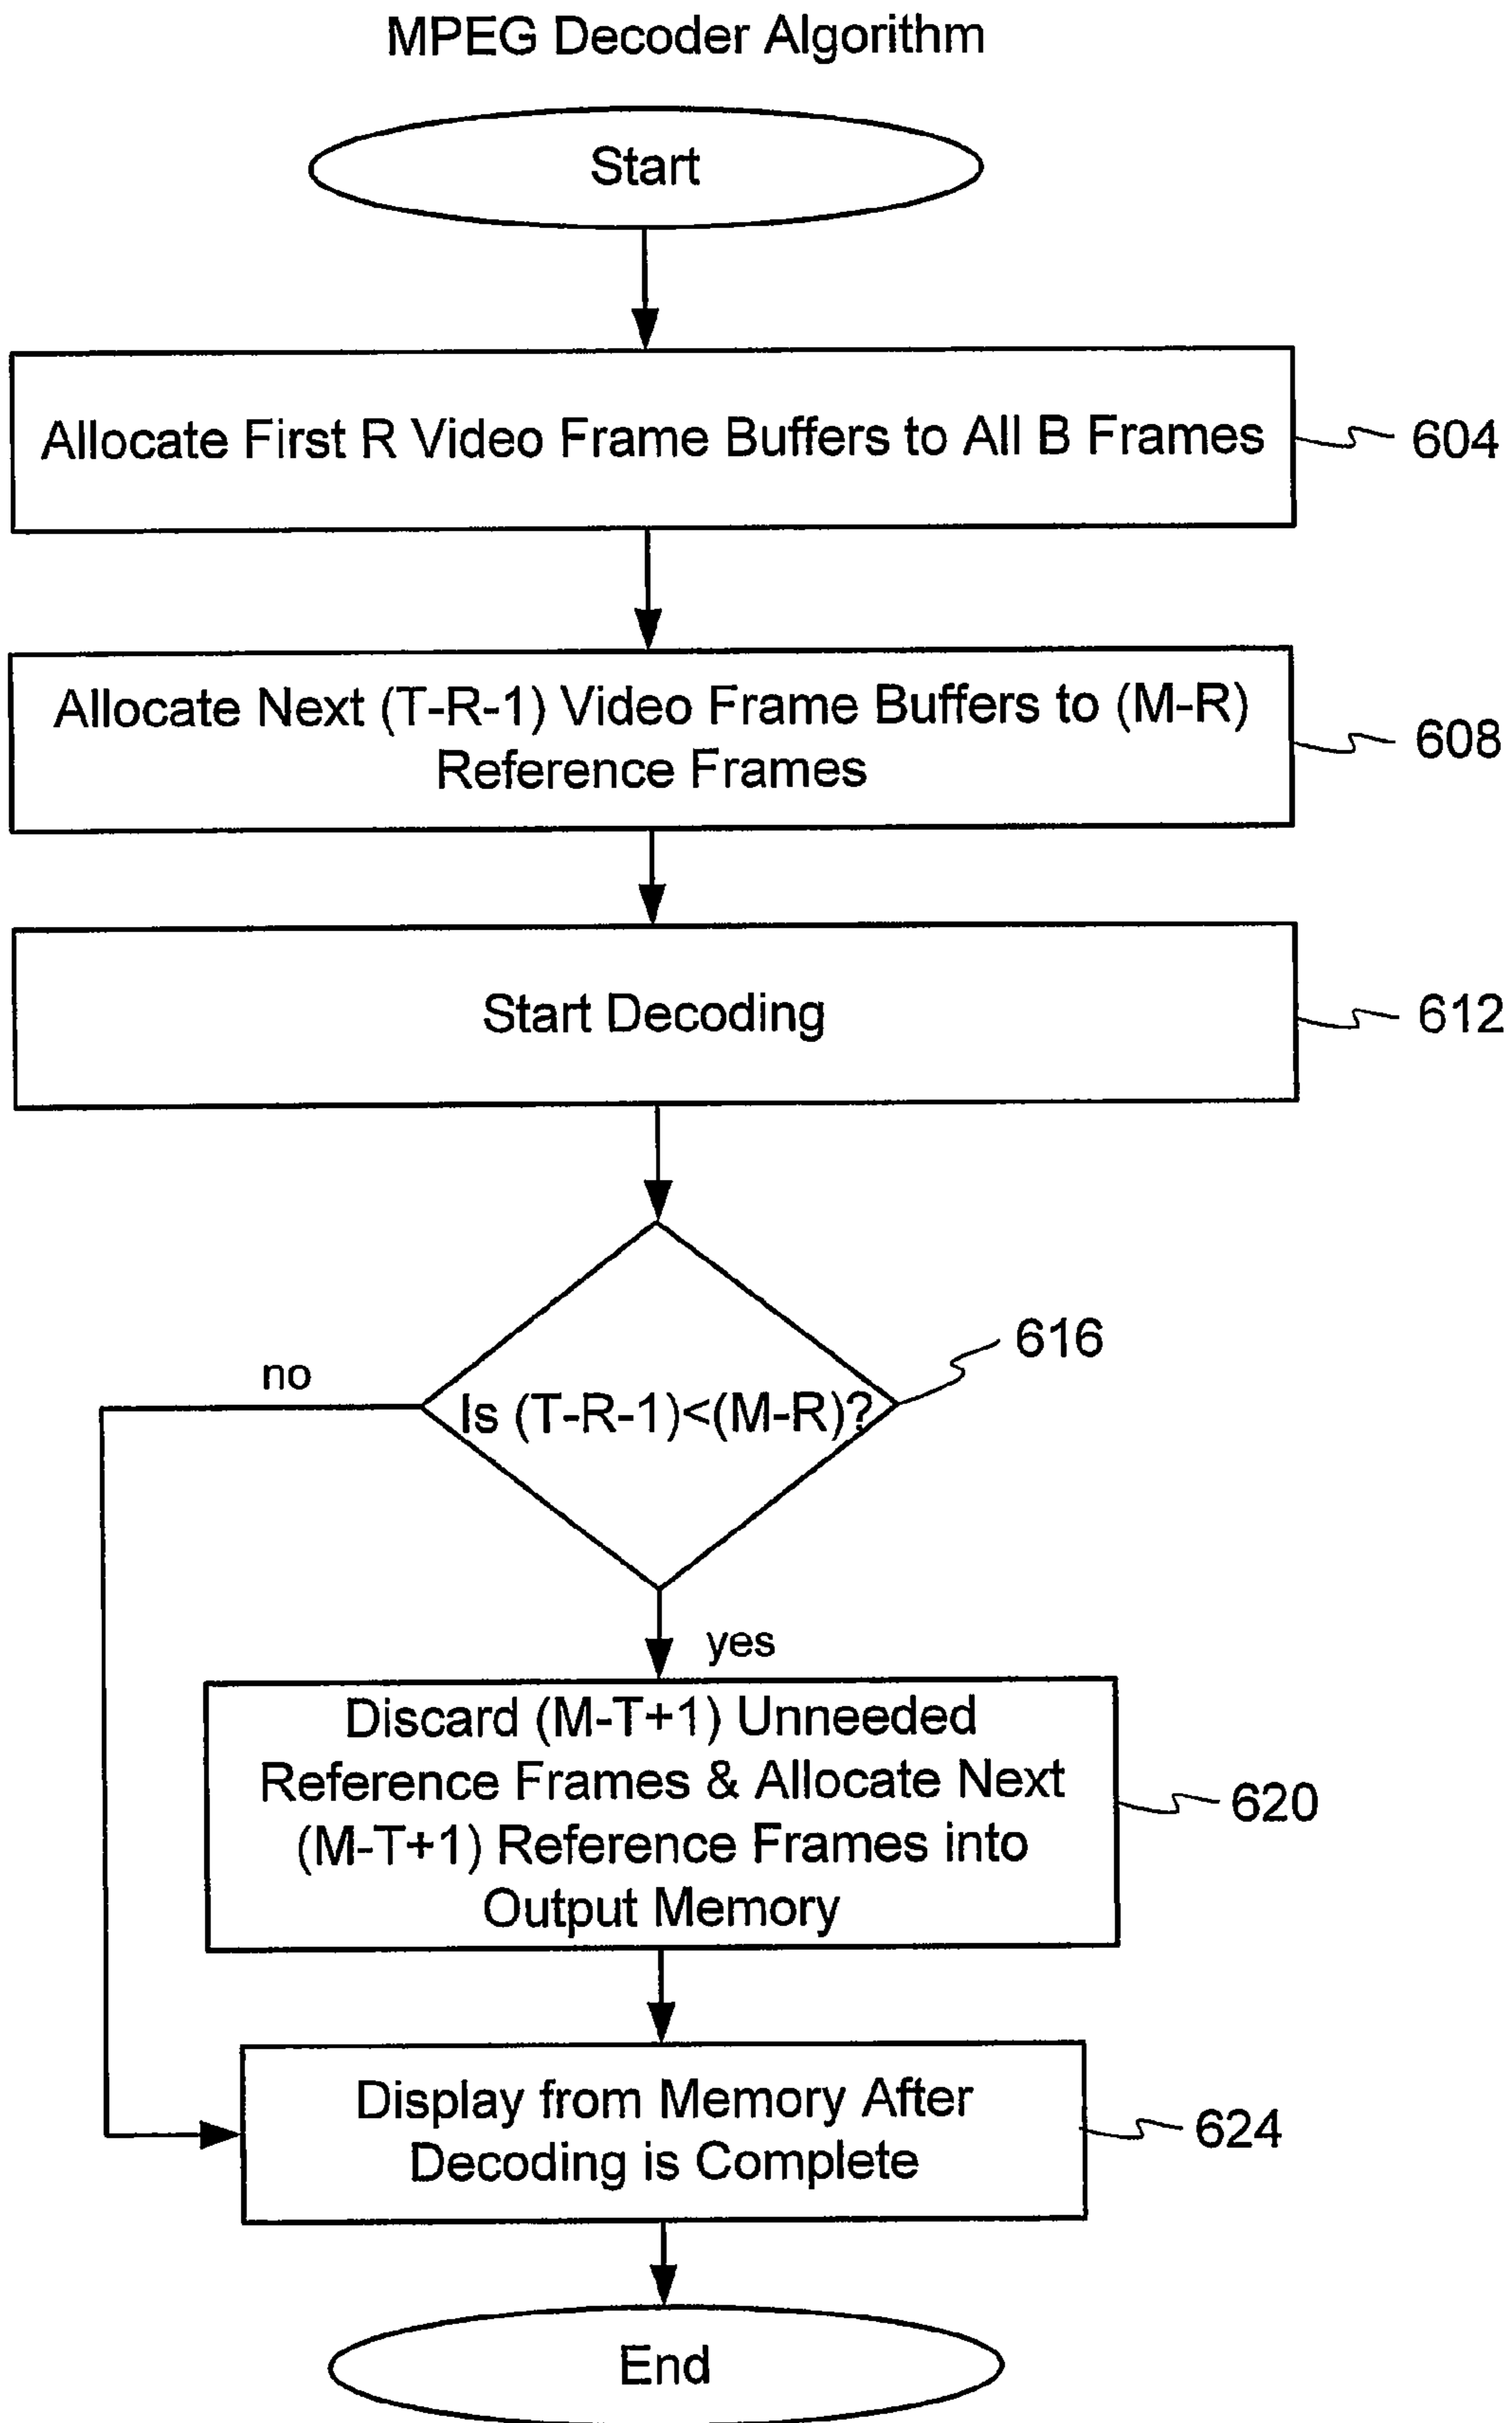 MPEG Decoder Algorithm
Start
Allocate First R Video Frame Buffers to All B Frames
604
Allocate Next (T-R-1) Video Frame Buffers to (M-R)
Reference Frames
608
Start Decoding
612
616
no
Is (T-R-1)<(M-R)?
yes
Discard (M-T+1) Unneeded
Reference Frames & Allocate Next
(M-T+1) Reference Frames into
Output Memory
620
Display from Memory After
Decoding is Complete
624
End